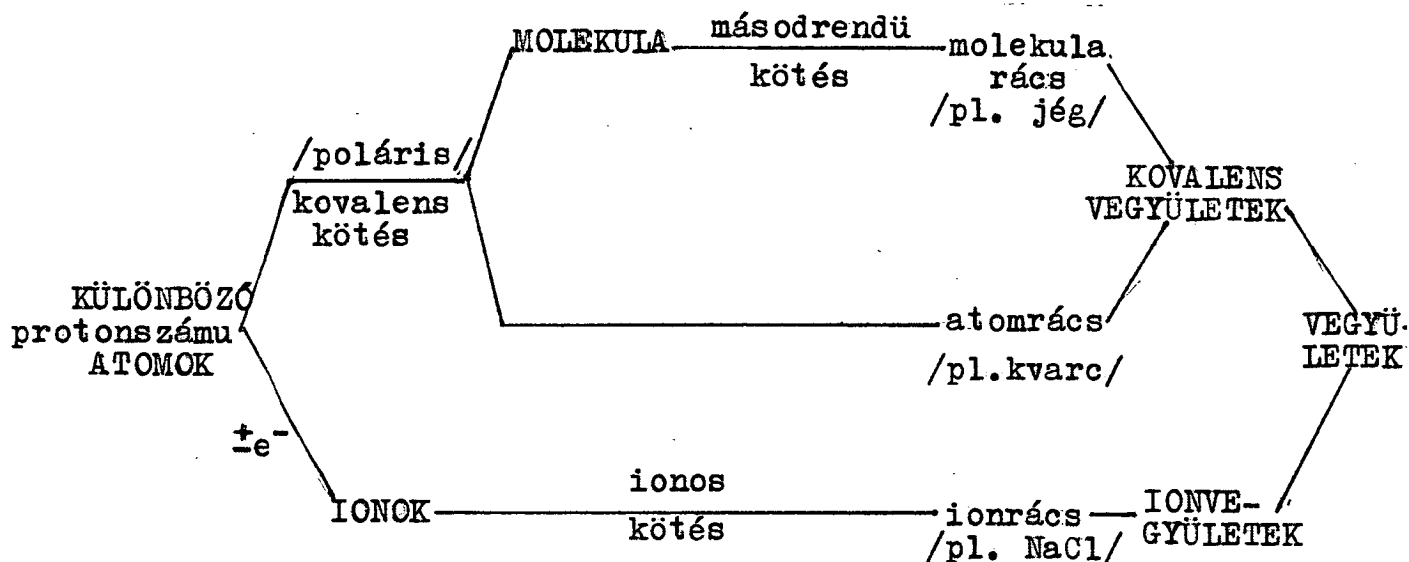 MOLEKULA
másodrendü
kötés
molekula
rács
/pl. jég/
/poláris/
kovalens
kötés
KOVALENS
VEGYÜLETEK
KÜLÖNBÖZŐ
protonszámu
ATOMOK
atomrács
/pl.kvarc/
VEGYÜ-
LETEK
±e⁻
IONOK
ionos
kötés
ionrács
/pl. NaCl/
IONVE-
GYÜLETEK